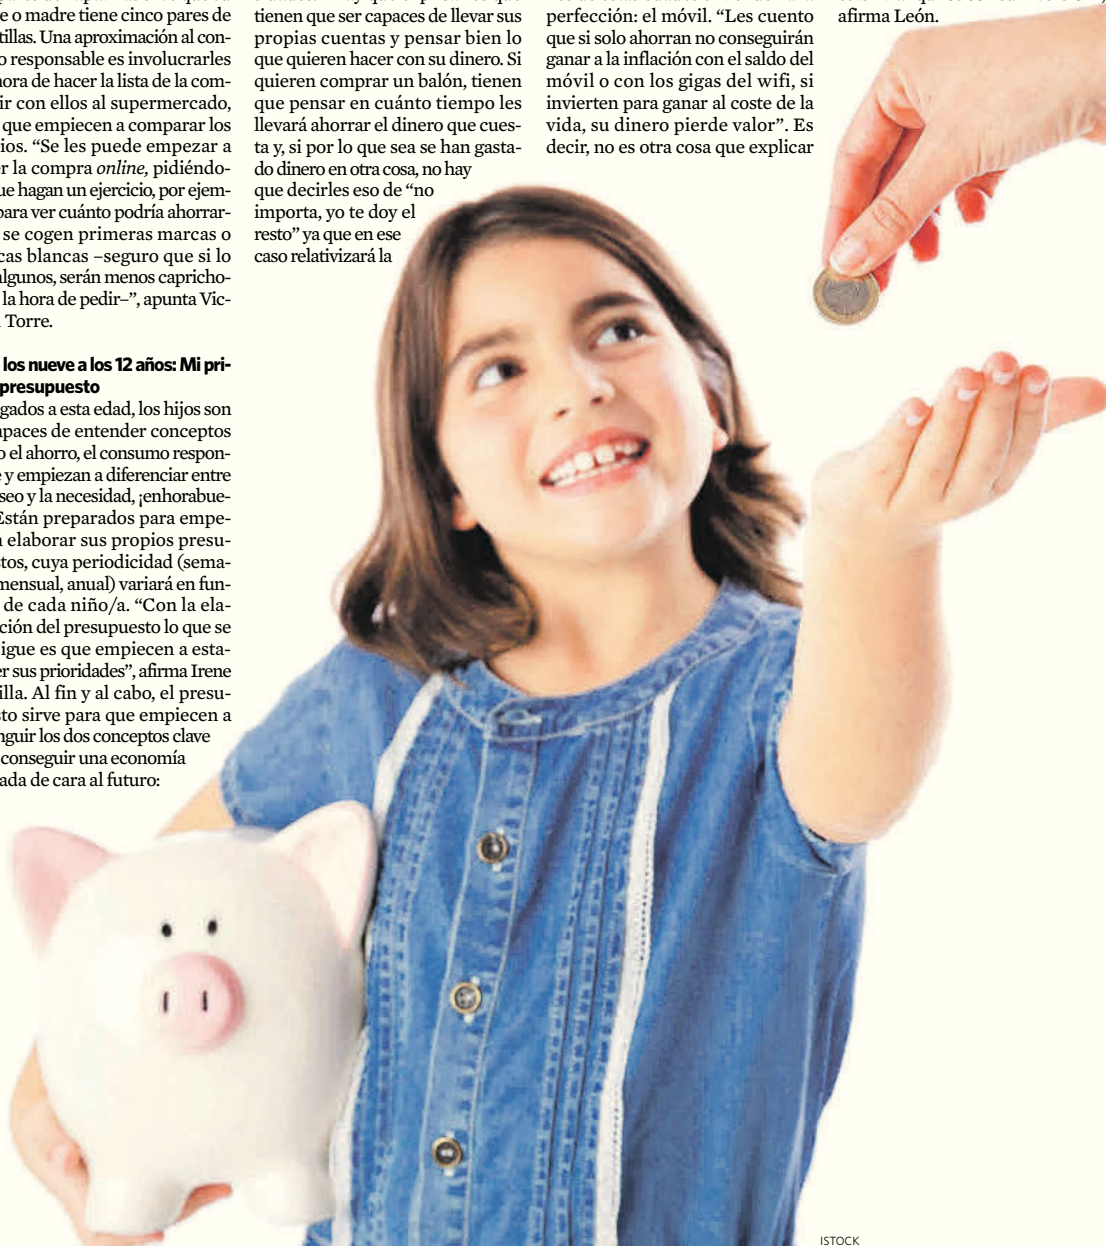 e o madre tiene cinco pares de
tillas. Una aproximación al con-
o responsable es involucrarles
hora de hacer la lista de la com-
ir con ellos al supermercado,
que empiecen a comparar los
ios. “Se les puede empezar a
er la compra online, pidiéndo-
ue hagan un ejercicio, por ejem-
para ver cuánto podría ahorrar-
se cogen primeras marcas o
cas blancas –seguro que si lo
algunos, serán menos capricho-
la hora de pedir–”, apunta Vic-
Torre.
los nueve a los 12 años: Mi pri-
presupuesto
gados a esta edad, los hijos son
apaces de entender conceptos
o el ahorro, el consumo respon-
e y empiezan a diferenciar entre
seo y la necesidad, ¡enhorabue-
Están preparados para empe-
a elaborar sus propios presu-
stos, cuya periodicidad (sema-
mensual, anual) variará en fun-
de cada niño/a. “Con la ela-
ción del presupuesto lo que se
igue es que empiecen a esta-
er sus prioridades”, afirma Irene
illa. Al fin y al cabo, el presu-
sto sirve para que empiecen a
nguir los dos conceptos clave
conseguir una economía
ada de cara al futuro:
tienen que ser capaces de llevar sus
propias cuentas y pensar bien lo
que quieren hacer con su dinero. Si
quieren comprar un balón, tienen
que pensar en cuánto tiempo les
llevará ahorrar el dinero que cues-
ta y, si por lo que sea se han gasta-
do dinero en otra cosa, no hay
que decirles eso de “no
importa, yo te doy el
resto” ya que en ese
caso relativizará la
perfección: el móvil. “Les cuento
que si solo ahorran no conseguirán
ganar a la inflación con el saldo del
móvil o con los gigas del wifi, si
invierten para ganar al coste de la
vida, su dinero pierde valor”. Es
decir, no es otra cosa que explicar
afirma León.
ISTOCK